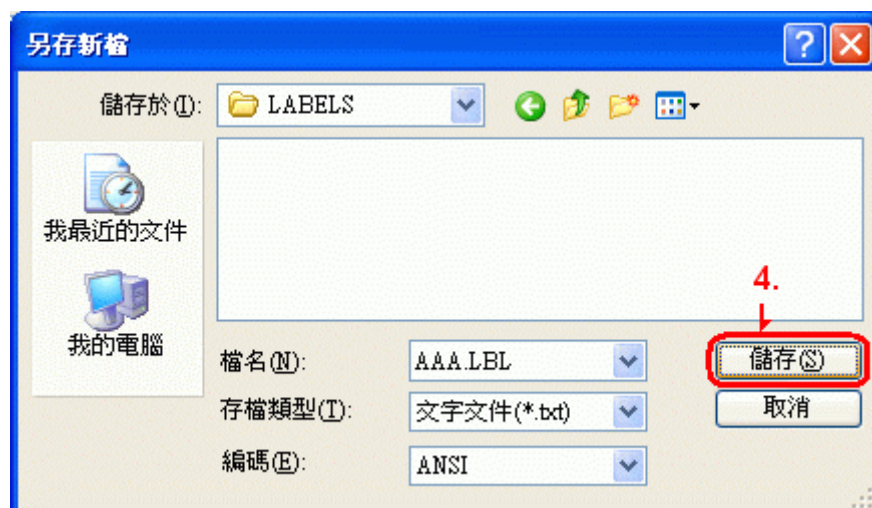 另存新檔
儲存於(I):
LABELS
我最近的文件
我的電腦
4.
檔名(N):
AAA.LBL
儲存(S)
存檔類型(T):
文字文件(*.txt)
取消
編碼(E):
ANSI